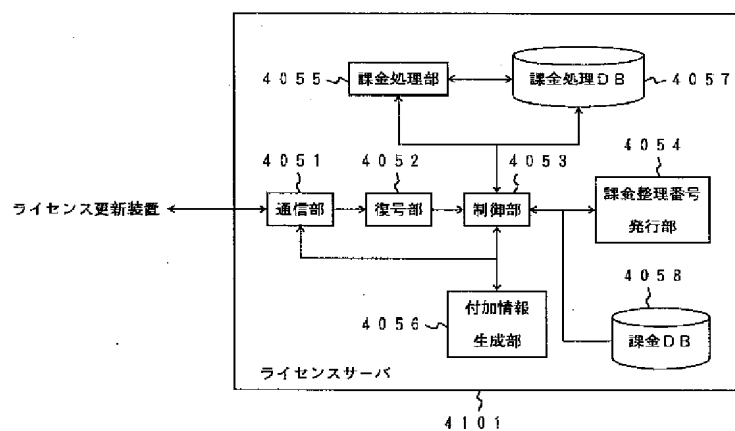 4055
課金処理部
課金処理DB
4057
4051
4052
4053
4054
ライセンス更新装置
通信部
復号部
制御部
課金整理番号
発行部
4058
4056
付加情報
生成部
課金DB
ライセンスサーバ
4101